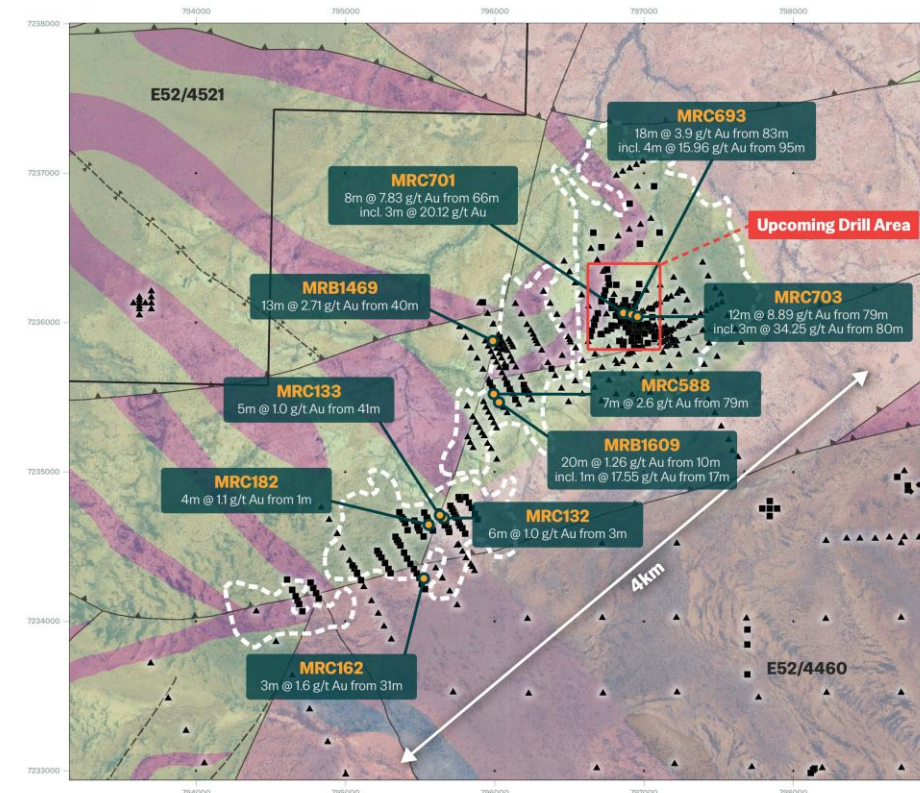 794000
795000
796000
797000
798000
7238000
E52/4521
MRC693
18m @ 3.9 g/t Au from 83m
incl. 4m @ 15.96 g/t Au from 95m
7237000
MRC701
8m @ 7.83 g/t Au from 66m
incl. 3m @ 20.12 g/t Au
Upcoming Drill Area
MRB1469
13m @ 2.71 g/t Au from 40m
MRC703
12m @ 8.89 g/t Au from 79m
incl. 3m @ 34.25 g/t Au from 80m
7236000
MRC133
5m @ 1.0 g/t Au from 41m
MRC588
7m @ 2.6 g/t Au from 79m
MRB1609
20m @ 1.26 g/t Au from 10m
incl. 1m @ 17.55 g/t Au from 17m
7235000
MRC182
4m @ 1.1 g/t Au from 1m
MRC132
6m @ 1.0 g/t Au from 3m
4km
7234000
MRC162
3m @ 1.6 g/t Au from 31m
E52/4460
7233000
794000
795000
796000
797000
798000